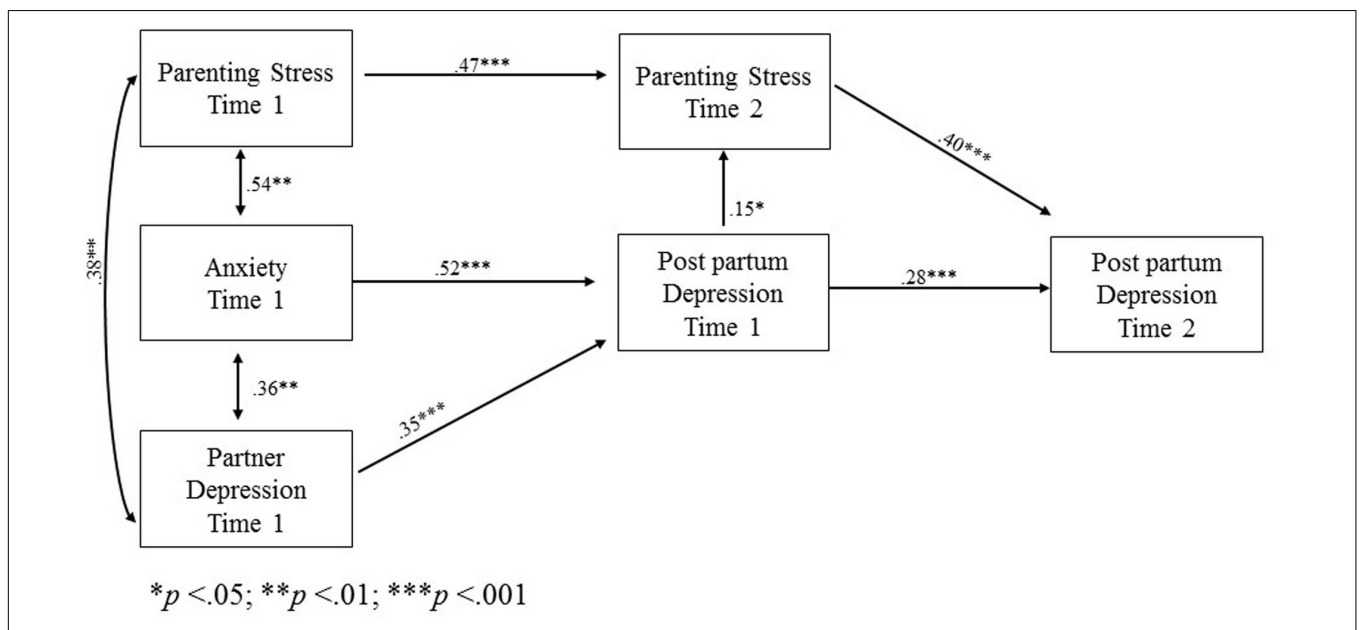 Parenting Stress
Time 1
.47***
Parenting Stress
Time 2
.40***
.54**
.15*
.38**
Anxiety
Time 1
.52***
Post partum
Depression
Time 1
.28***
Post partum
Depression
Time 2
.36**
.35***
Partner
Depression
Time 1
*p <.05; **p <.01; ***p <.001